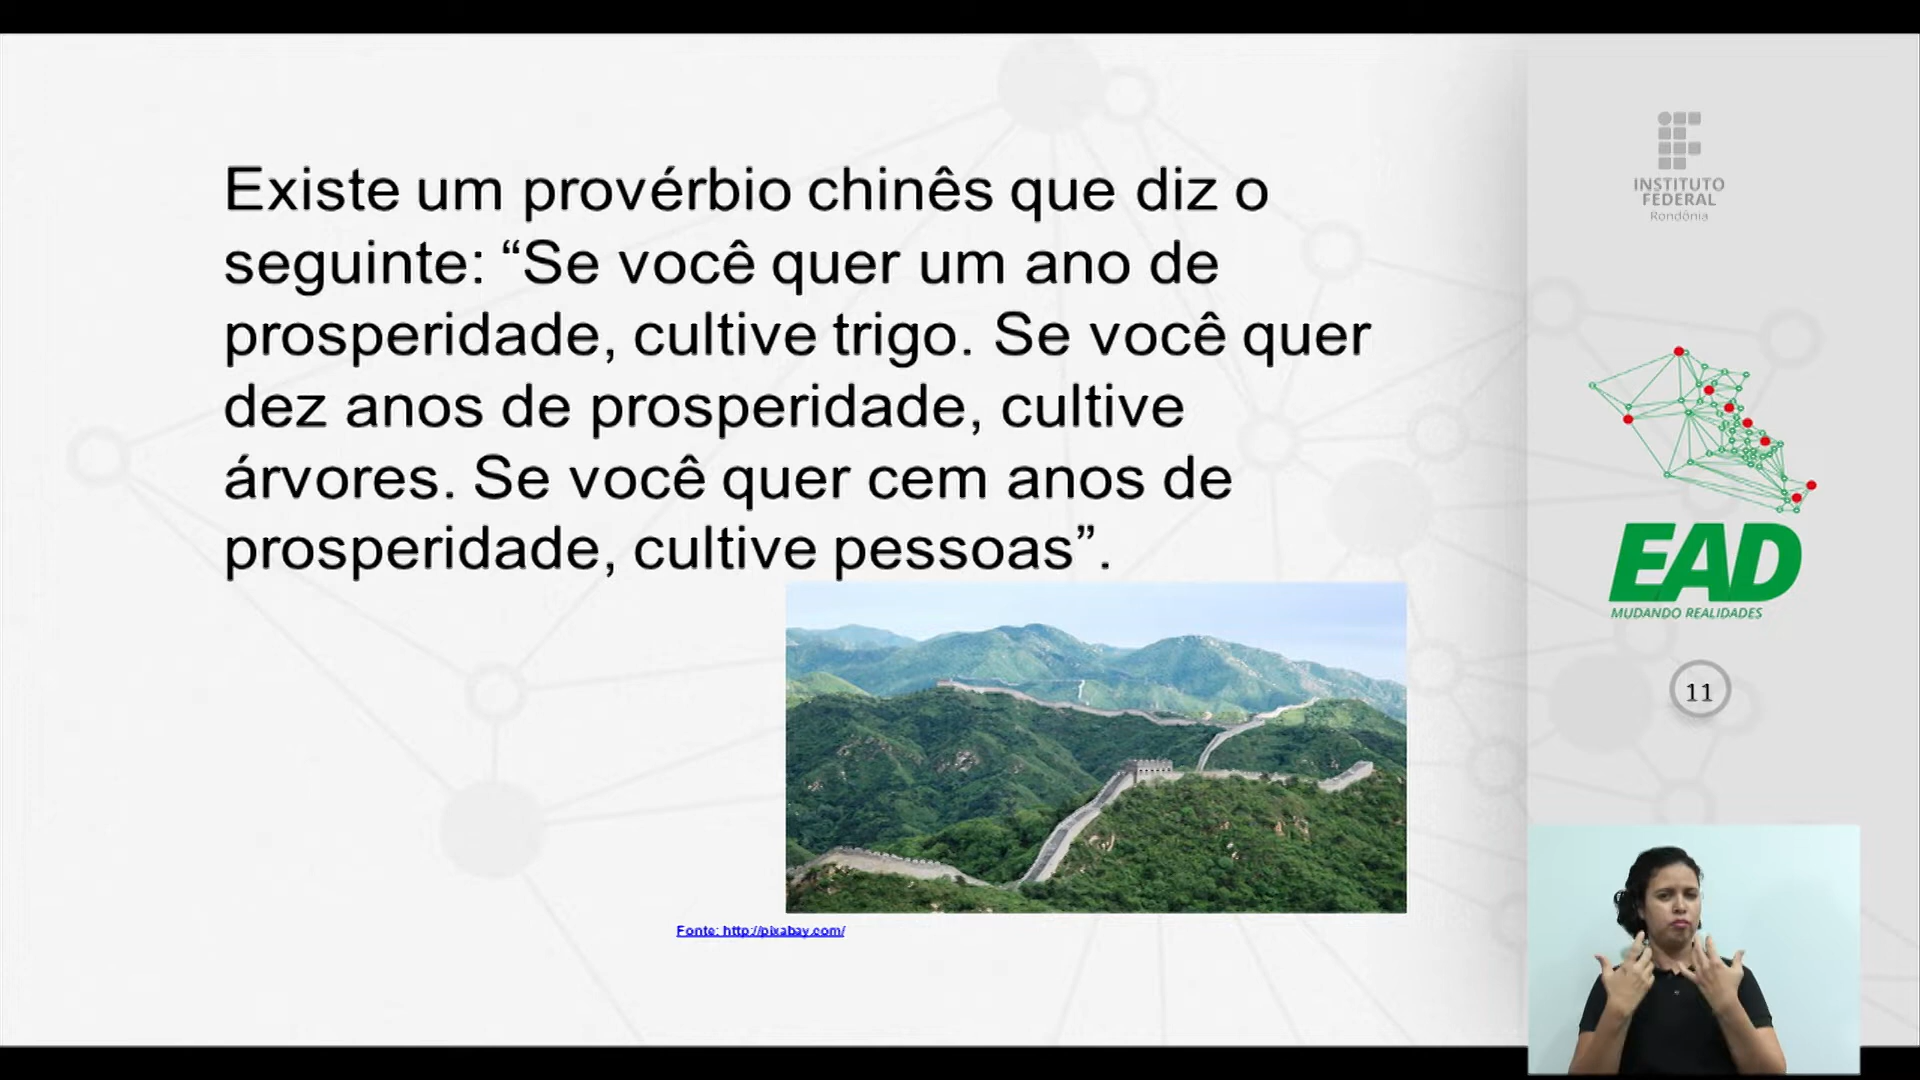 Existe um provérbio chinês que diz o
seguinte: “Se você quer um ano de
prosperidade, cultive trigo. Se você quer
dez anos de prosperidade, cultive
árvores. Se você quer cem anos de
prosperidade, cultive pessoas”.
Fonte: http://pixabay.com/
INSTITUTO
FEDERAL
Rondônia
EAD
MUDANDO REALIDADES
11